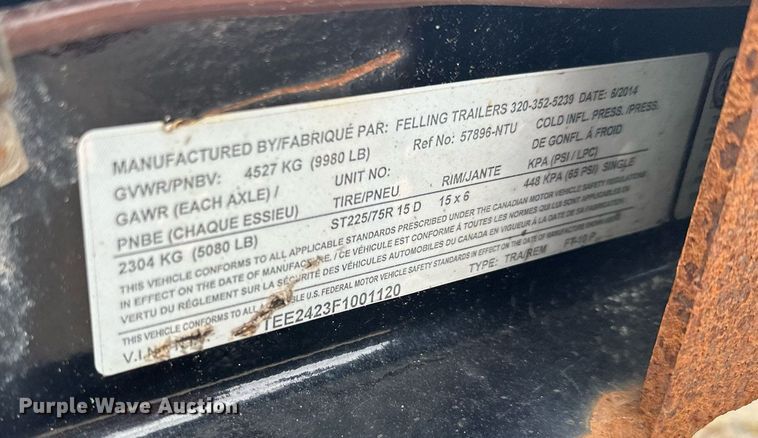 MANUFACTURED BY/FABRIQUÉ PAR: FELLING TRAILERS 320-352-5239 DATE: 6/2014
GVWR/PNBV: 4527 KG (9980 LB) Ref No: 57896-NTU COLD INFL. PRESS./PRESS.
GAWR (EACH AXLE) / UNIT NO: DE GONFL. À FROID
PNBE (CHAQUE ESSIEU) TIRE/PNEU RIM/JANTE KPA (PSI / LPC)
2304 KG (5080 LB) ST225/75R 15 D 15 x 6 448 KPA (65 PSI) SINGLE
THIS VEHICLE CONFORMS TO ALL APPLICABLE STANDARDS PRESCRIBED UNDER THE CANADIAN MOTOR VEHICLE SAFETY REGULATIONS
IN EFFECT ON THE DATE OF MANUFACTURE. / CE VÉHICULE EST CONFORME À TOUTES LES NORMES QUI LUI SONT APPLICABLES EN
VERTU DU RÈGLEMENT SUR LA SÉCURITÉ DES VÉHICULES AUTOMOBILES DU CANADA EN VIGUEUR À LA DATE DE SA FABRICATION.
THIS VEHICLE CONFORMS TO ALL U.S. FEDERAL MOTOR VEHICLE SAFETY STANDARDS IN EFFECT ON THE DATE OF MANUFACTURE SHOWN ABOVE.
V.I.N. TEE2423F1001120 TYPE: TRA/REM FT-10 P
Purple Wave Auction